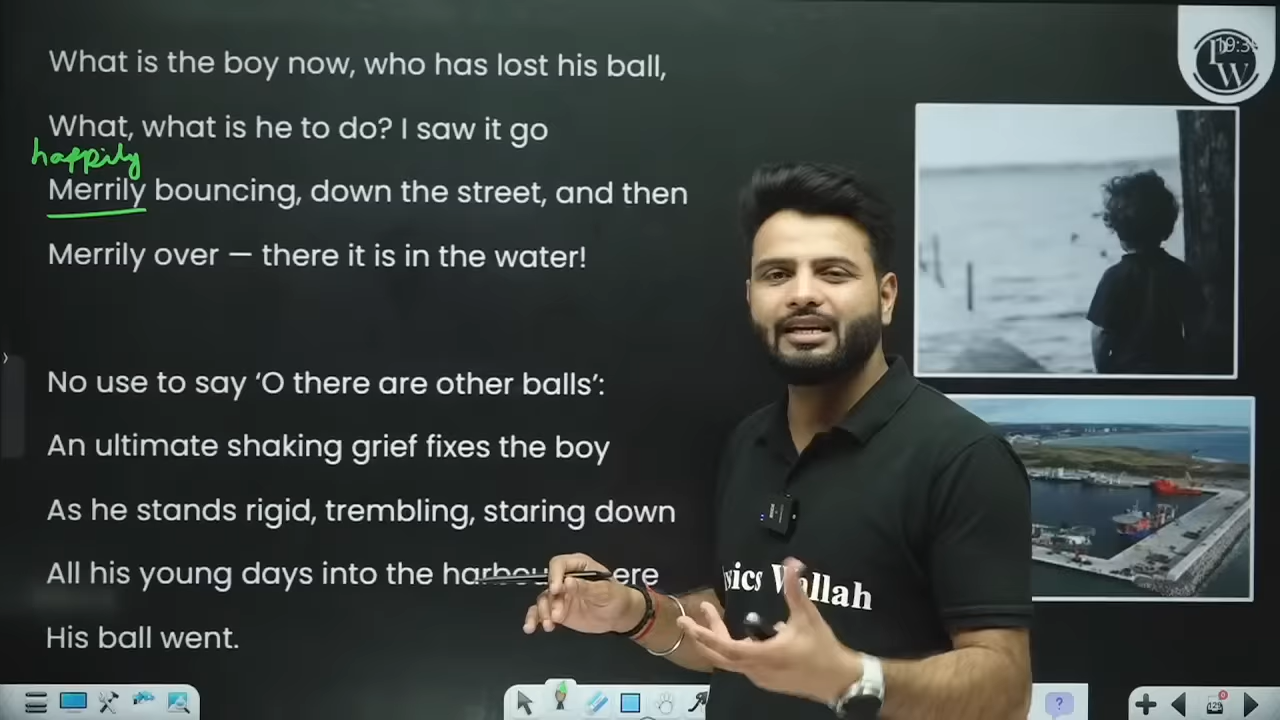 What is the boy now, who has lost his ball,
What, what is he to do? I saw it go
happily
Merrily bouncing, down the street, and then
Merrily over — there it is in the water!
No use to say ‘O there are other balls’:
An ultimate shaking grief fixes the boy
As he stands rigid, trembling, staring down
All his young days into the
His ball went.
W
sics Wallah
129